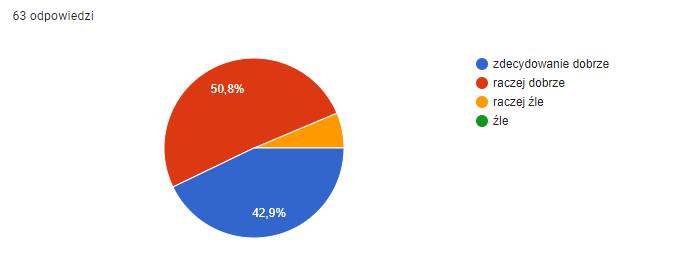 63 odpowiedzi
50,8%
42,9%
zdecydowanie dobrze
raczej dobrze
raczej źle
źle